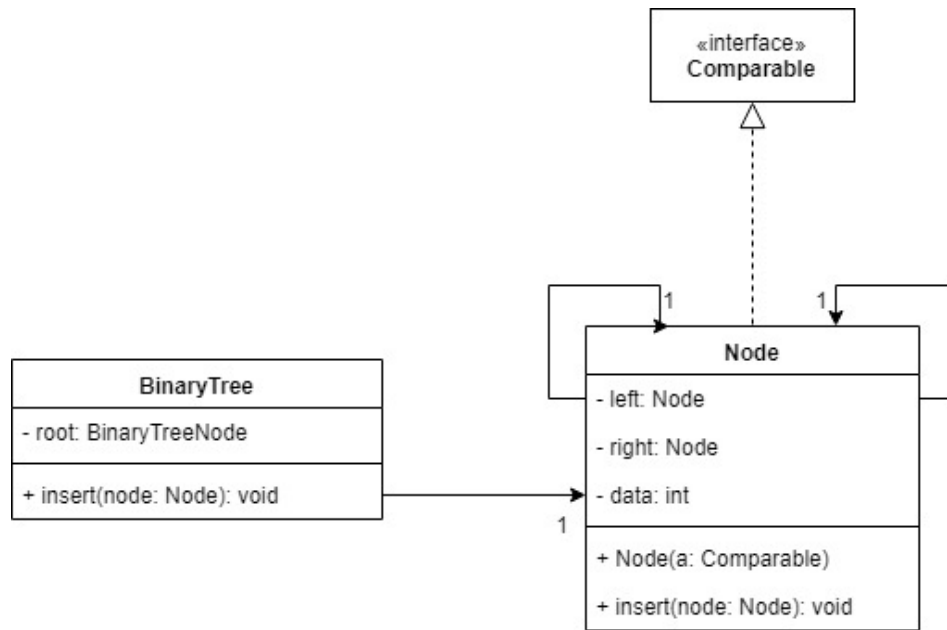 «interface»
Comparable
1
1
Node
- left: Node
- right: Node
- data: int
+ Node(a: Comparable)
+ insert(node: Node): void
BinaryTree
- root: BinaryTreeNode
+ insert(node: Node): void
1